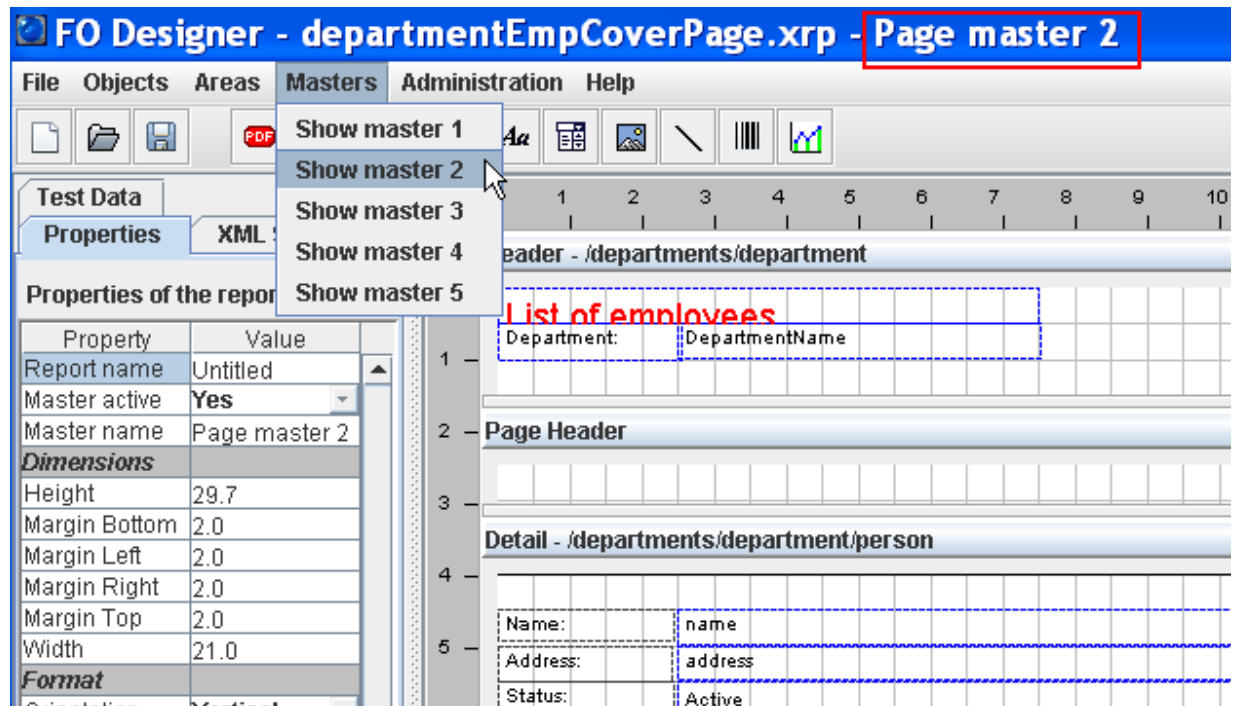 FO Designer - departmentEmpCoverPage.xrp - Page master 2
File Objects Areas Masters Administration Help
PDF Aa
Show master 1
Show master 2
Show master 3
Show master 4
Show master 5
Test Data
Properties XML
Properties of the repor
Property Value
Report name Untitled
Master active Yes
Master name Page master 2
Dimensions
Height 29.7
Margin Bottom 2.0
Margin Left 2.0
Margin Right 2.0
Margin Top 2.0
Width 21.0
Format
Orientation Vertical
1 2 3 4 5 6 7 8 9 10
eader - /departments/department
List of employees
Department: DepartmentName
1
2
Page Header
3
Detail - /departments/department/person
4
Name: name
5
Address: address
Status: Active